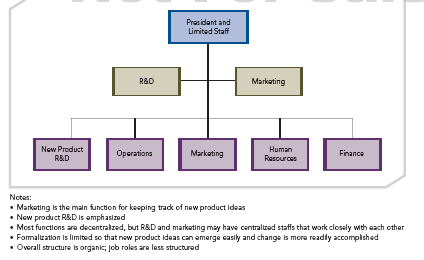 President and
Limited Staff
R&D
Marketing
New Product
R&D
Operations
Marketing
Human
Resources
Finance
Notes:
• Marketing is the main function for keeping track of new product ideas
• New product R&D is emphasized
• Most functions are decentralized, but R&D and marketing may have centralized staffs that work closely with each other
• Formalization is limited so that new product ideas can emerge easily and change is more readily accomplished
• Overall structure is organic; job roles are less structured